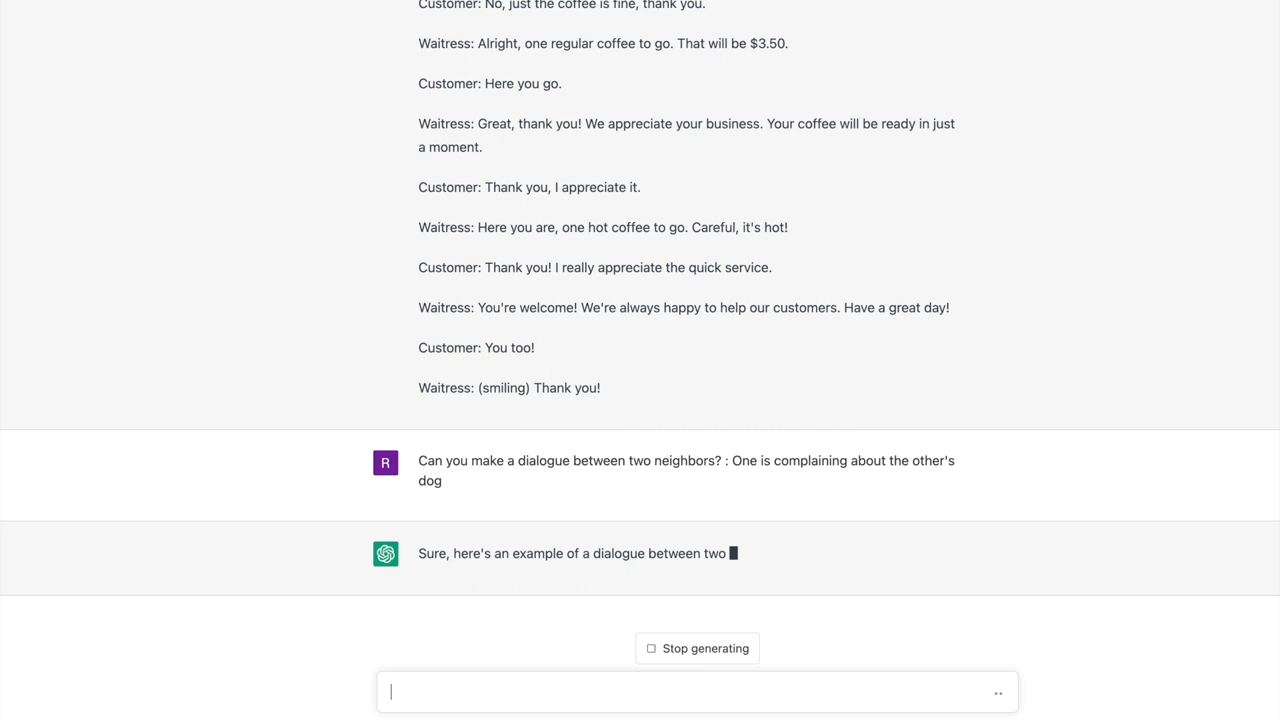 Customer: No, just the coffee is fine, thank you.
Waitress: Alright, one regular coffee to go. That will be $3.50.
Customer: Here you go.
Waitress: Great, thank you! We appreciate your business. Your coffee will be ready in just
a moment.
Customer: Thank you, I appreciate it.
Waitress: Here you are, one hot coffee to go. Careful, it's hot!
Customer: Thank you! I really appreciate the quick service.
Waitress: You're welcome! We're always happy to help our customers. Have a great day!
Customer: You too!
Waitress: (smiling) Thank you!
R
Can you make a dialogue between two neighbors? : One is complaining about the other's
dog
Sure, here's an example of a dialogue between two
Stop generating